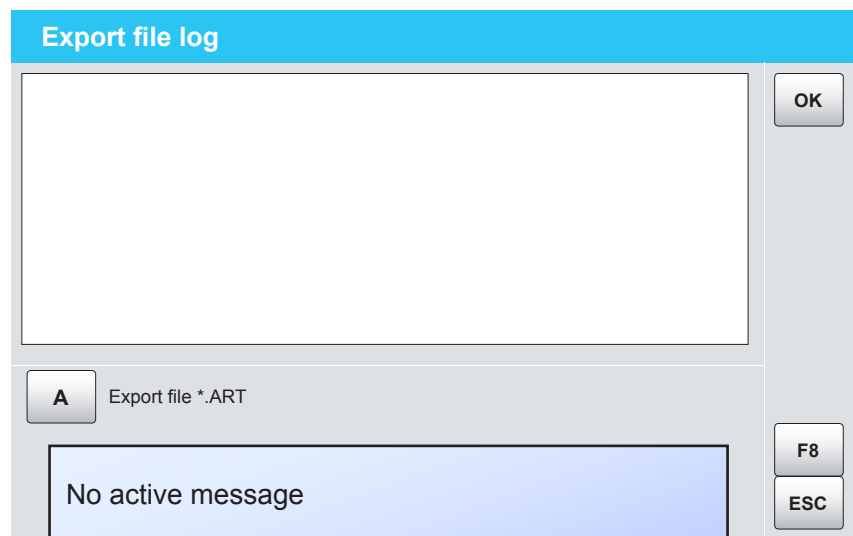 Export file log
OK
A
Export file *.ART
F8
No active message
ESC